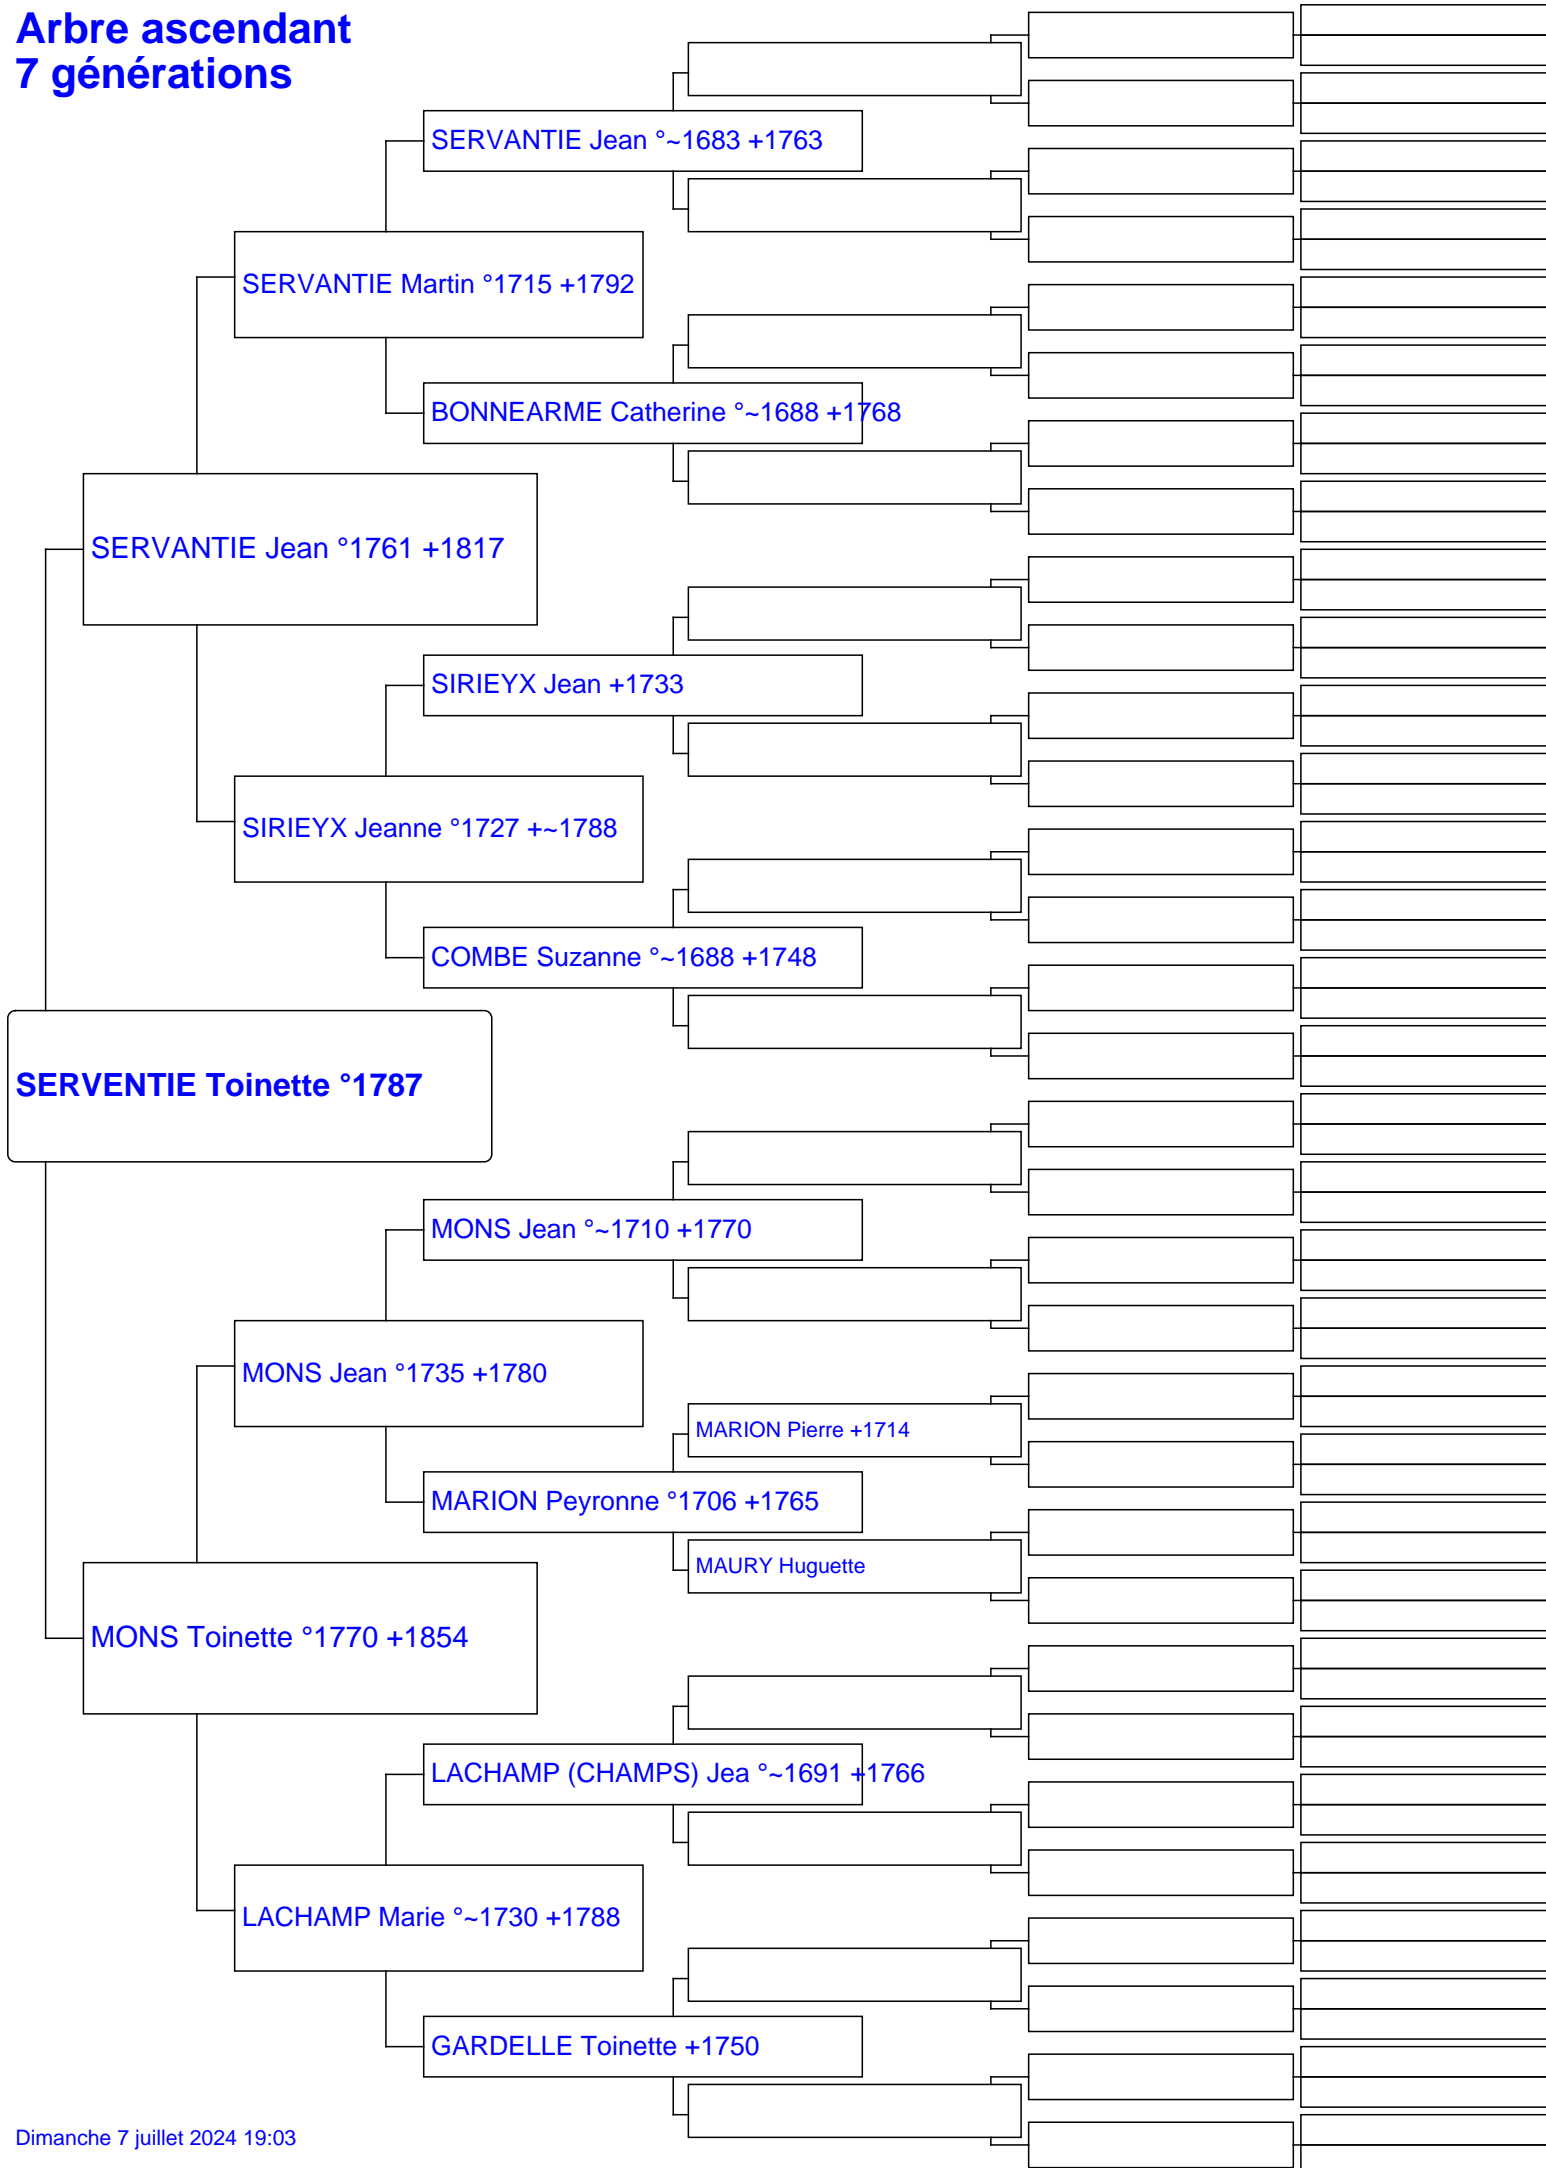 Arbre ascendant
7 générations
SERVANTIE Jean °~1683 +1763
SERVANTIE Martin °1715 +1792
BONNEARME Catherine °~1688 +1768
SERVANTIE Jean °1761 +1817
SIRIEYX Jean +1733
SIRIEYX Jeanne °1727 +~1788
COMBE Suzanne °~1688 +1748
SERVENTIE Toinette °1787
MONS Jean °~1710 +1770
MONS Jean °1735 +1780
MARION Pierre +1714
MARION Peyronne °1706 +1765
MAURY Huguette
MONS Toinette °1770 +1854
LACHAMP (CHAMPS) Jea °~1691 +1766
LACHAMP Marie °~1730 +1788
GARDELLE Toinette +1750
Dimanche 7 juillet 2024 19:03